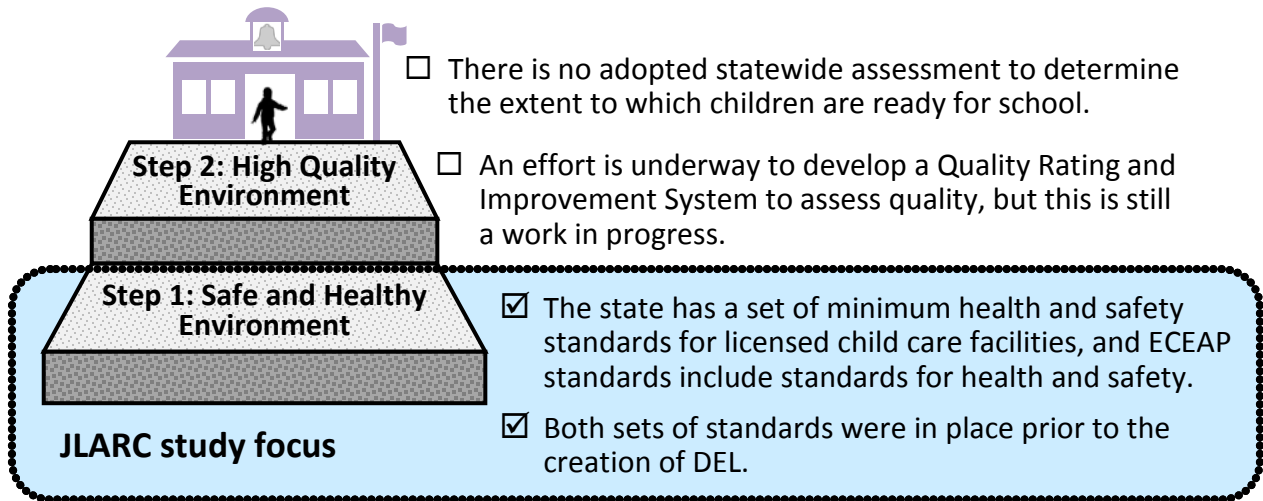 ☐ There is no adopted statewide assessment to determine
the extent to which children are ready for school.
Step 2: High Quality
Environment
☐ An effort is underway to develop a Quality Rating and
Improvement System to assess quality, but this is still
a work in progress.
Step 1: Safe and Healthy
Environment
☑ The state has a set of minimum health and safety
standards for licensed child care facilities, and ECEAP
standards include standards for health and safety.
☑ Both sets of standards were in place prior to the
creation of DEL.
JLARC study focus